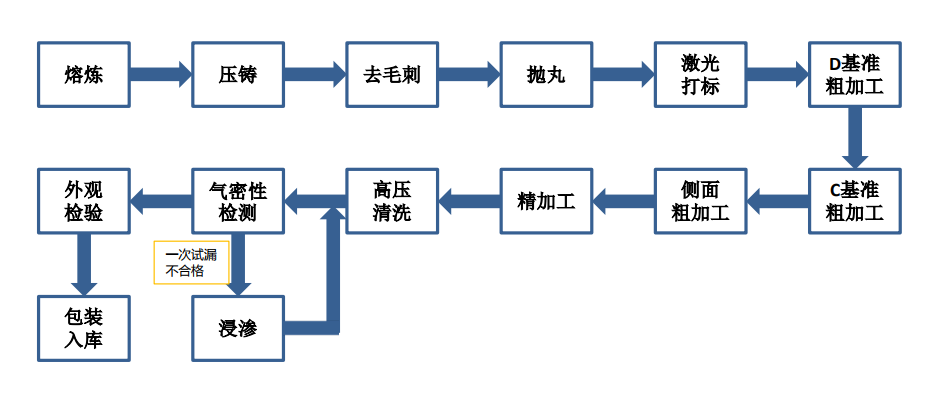 熔炼
压铸
去毛刺
抛丸
激光
打标
D基准
粗加工
外观
检验
气密性
检测
高压
清洗
精加工
侧面
粗加工
C基准
粗加工
一次试漏
不合格
包装
入库
浸渗